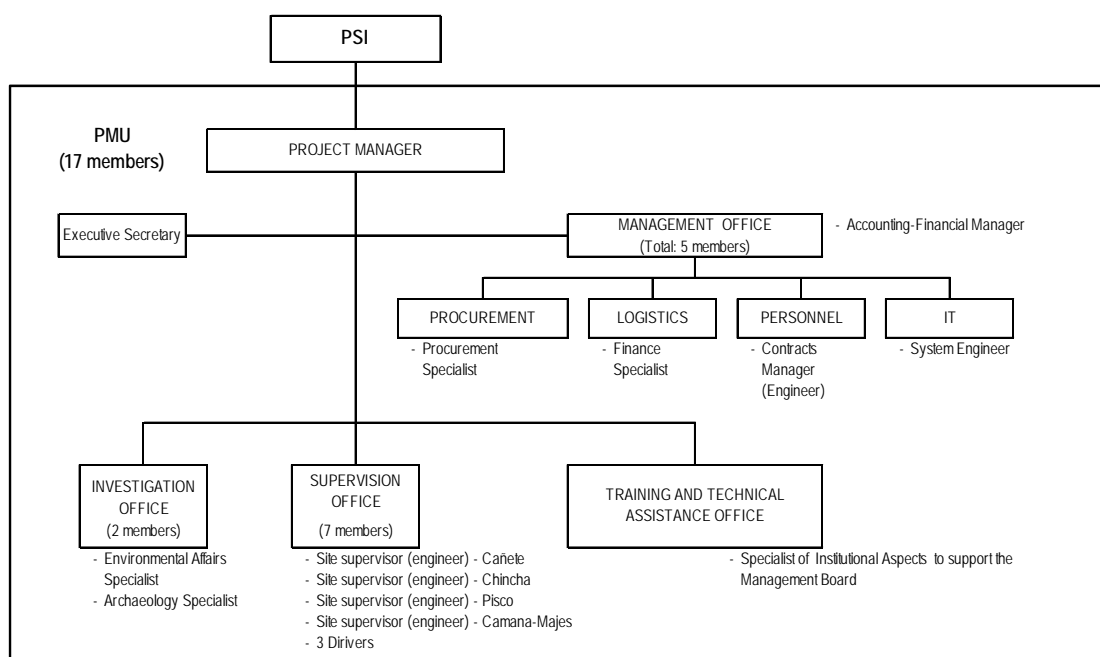 PSI
PMU
(17 members)
PROJECT MANAGER
Executive Secretary
MANAGEMENT OFFICE
(Total: 5 members)
- Accounting-Financial Manager
PROCUREMENT
- Procurement
Specialist
LOGISTICS
- Finance
Specialist
PERSONNEL
- Contracts
Manager
(Engineer)
IT
- System Engineer
INVESTIGATION
OFFICE
(2 members)
- Environmental Affairs
Specialist
- Archaeology Specialist
SUPERVISION
OFFICE
(7 members)
- Site supervisor (engineer) - Cañete
- Site supervisor (engineer) - Chincha
- Site supervisor (engineer) - Pisco
- Site supervisor (engineer) - Camana-Majes
- 3 Dirivers
TRAINING AND TECHNICAL
ASSISTANCE OFFICE
- Specialist of Institutional Aspects to support the
Management Board